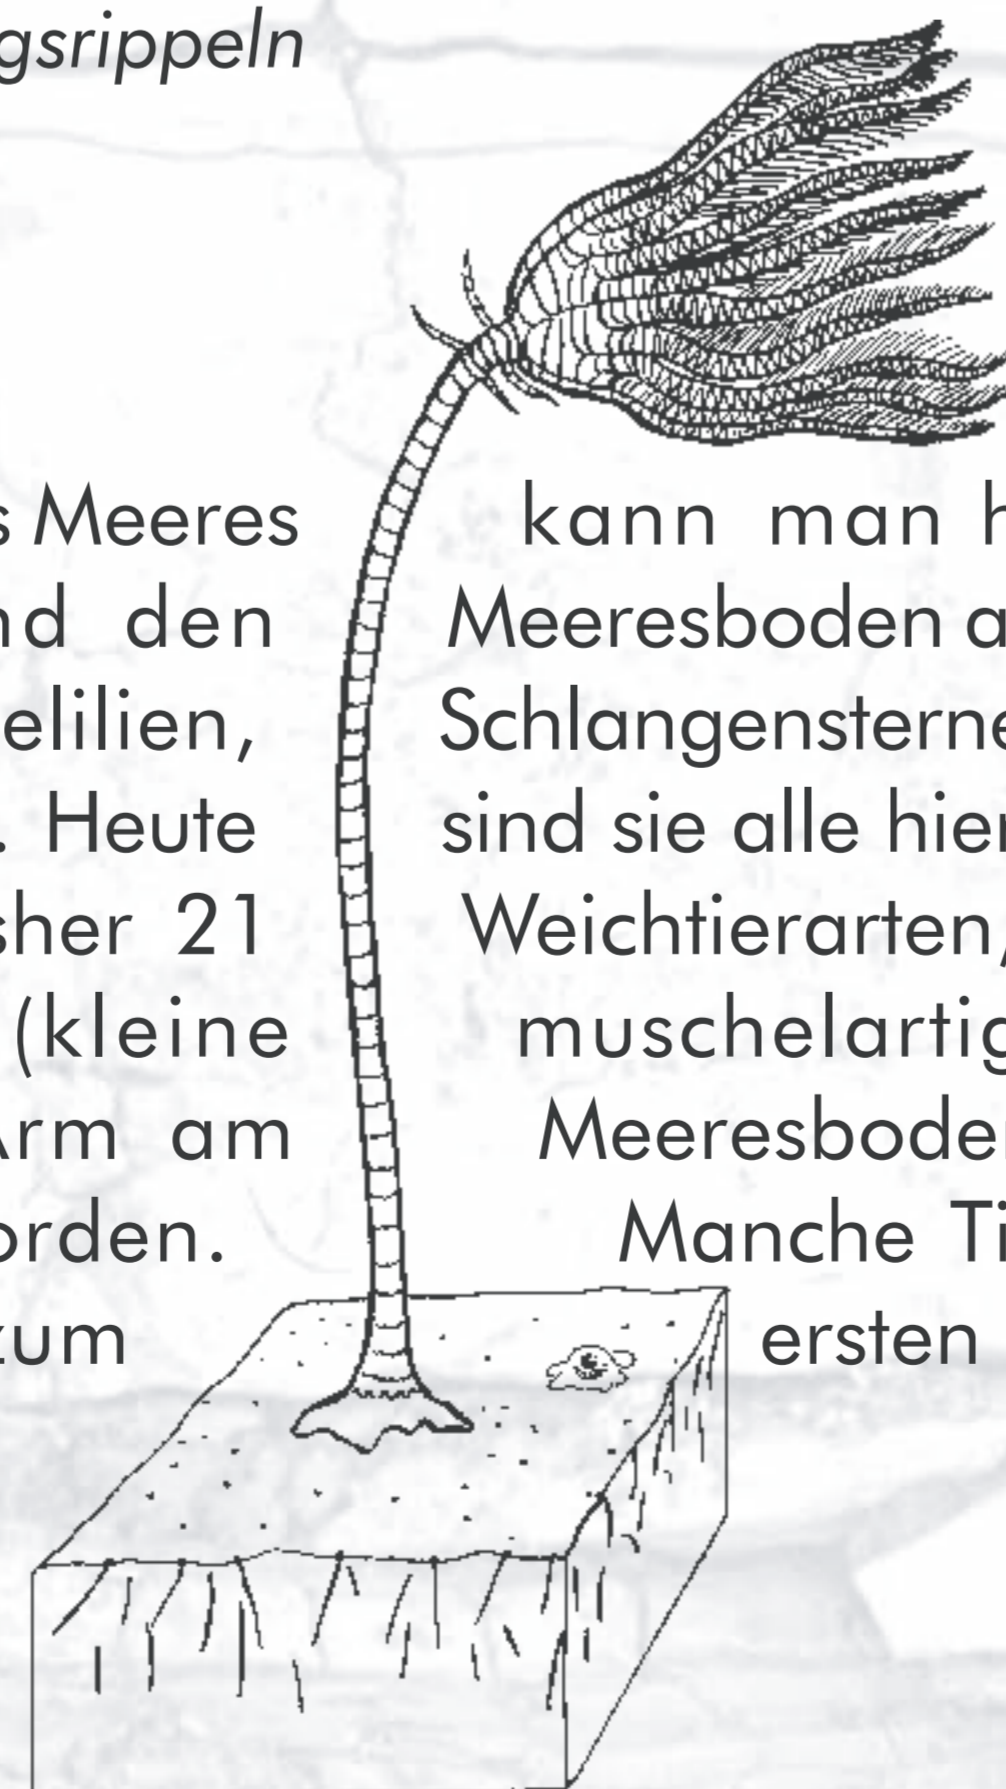 gsrippeln
s Meeres
nd den
elilien,
. Heute
sher 21
(kleine
Arm am
orden.
zum
kann man h
Meeresboden a
Schlangensterne
sind sie alle hier
Weichtierarten,
muschelartig
Meeresboden
Manche Ti
ersten